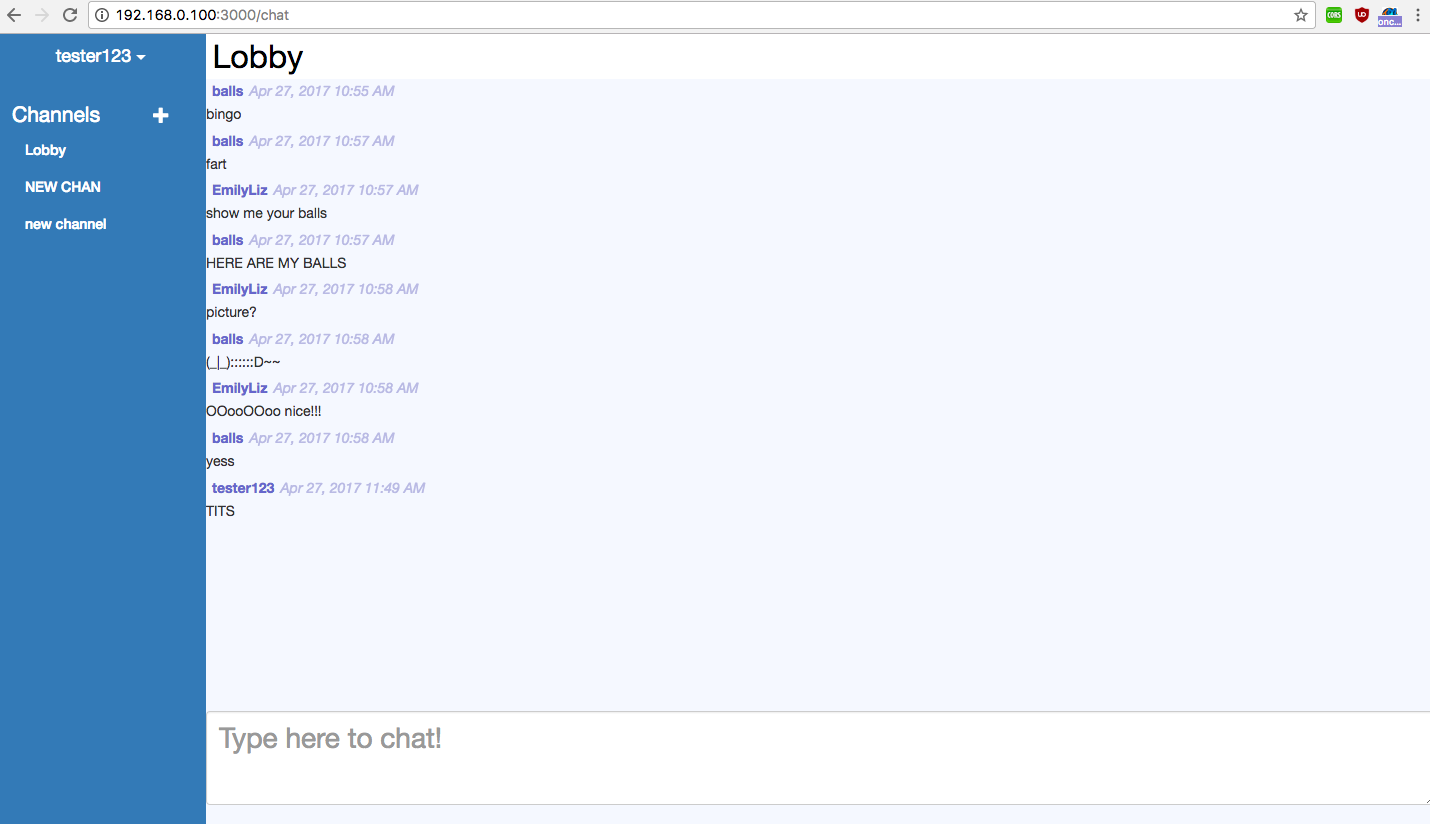 192.168.0.100:3000/chat
CORS
UD
onc...
tester123
Channels
Lobby
NEW CHAN
new channel
Lobby
balls Apr 27, 2017 10:55 AM
bingo
balls Apr 27, 2017 10:57 AM
fart
EmilyLiz Apr 27, 2017 10:57 AM
show me your balls
balls Apr 27, 2017 10:57 AM
HERE ARE MY BALLS
EmilyLiz Apr 27, 2017 10:58 AM
picture?
balls Apr 27, 2017 10:58 AM
(_|_)::::::D~~
EmilyLiz Apr 27, 2017 10:58 AM
OOooOOoo nice!!!
balls Apr 27, 2017 10:58 AM
yess
tester123 Apr 27, 2017 11:49 AM
TITS
Type here to chat!